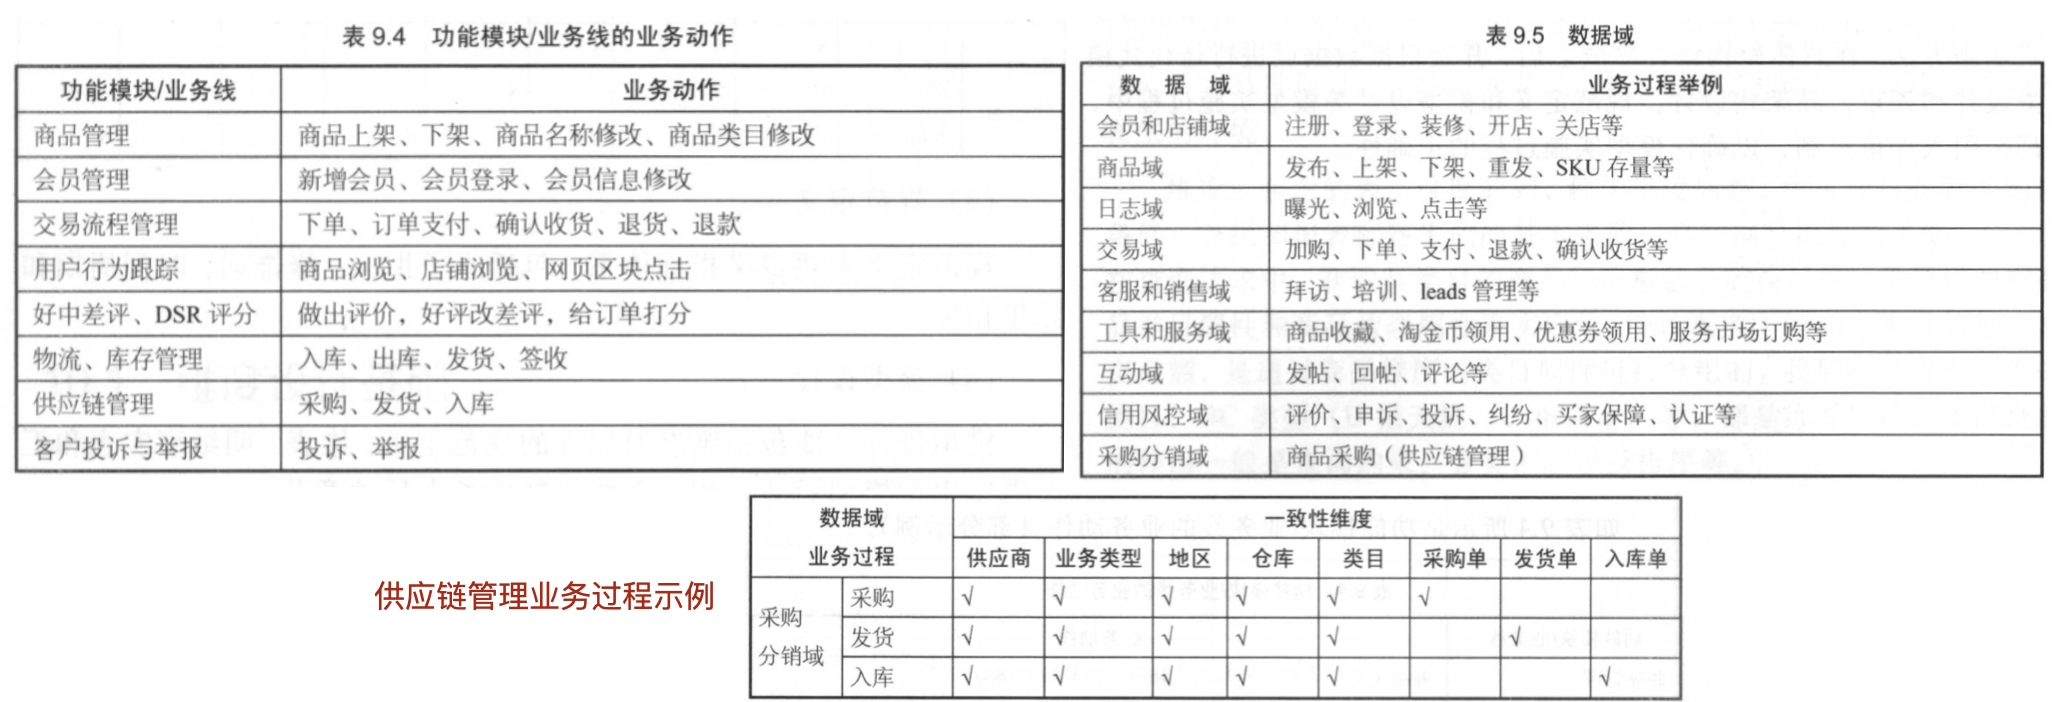 表 9.4 功能模块/业务线的业务动作
功能模块/业务线 业务动作
商品管理 商品上架、下架、商品名称修改、商品类目修改
会员管理 新增会员、会员登录、会员信息修改
交易流程管理 下单、订单支付、确认收货、退货、退款
用户行为跟踪 商品浏览、店铺浏览、网页区块点击
好中差评、DSR 评分 做出评价，好评改差评，给订单打分
物流、库存管理 入库、出库、发货、签收
供应链管理 采购、发货、入库
客户投诉与举报 投诉、举报
表 9.5 数据域
数 据 域 业务过程举例
会员和店铺域 注册、登录、装修、开店、关店等
商品域 发布、上架、下架、重发、SKU 存量等
日志域 曝光、浏览、点击等
交易域 加购、下单、支付、退款、确认收货等
客服和销售域 拜访、培训、leads 管理等
工具和服务域 商品收藏、淘金币领用、优惠券领用、服务市场订购等
互动域 发帖、回帖、评论等
信用风控域 评价、申诉、投诉、纠纷、买家保障、认证等
采购分销域 商品采购（供应链管理）
供应链管理业务过程示例
数据域 一致性维度
业务过程 供应商 业务类型 地区 仓库 类目 采购单 发货单 入库单
采购
分销域
采购 √ √ √ √ √ √
发货 √ √ √ √ √ √
入库 √ √ √ √ √ √